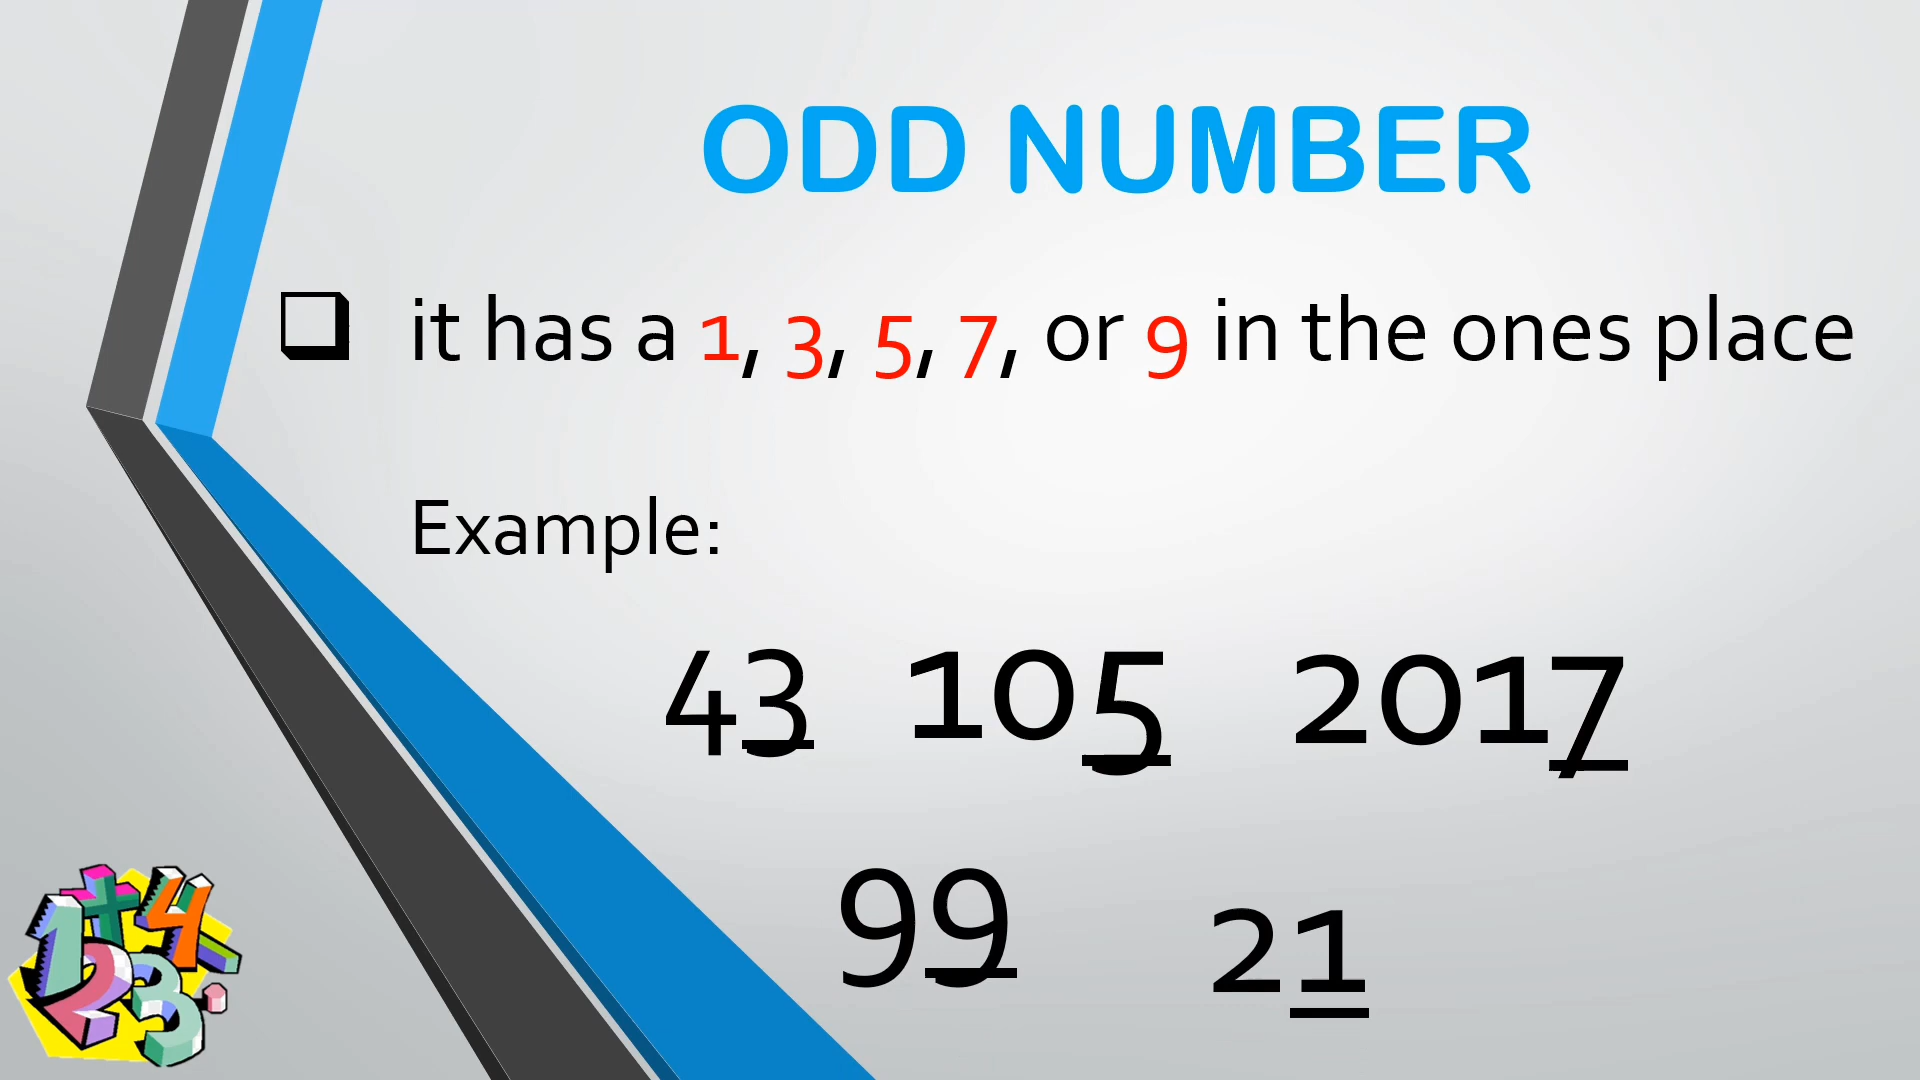 ODD NUMBER
❑ it has a 1, 3, 5, 7, or 9 in the ones place
Example:
43 105 2017
99 21